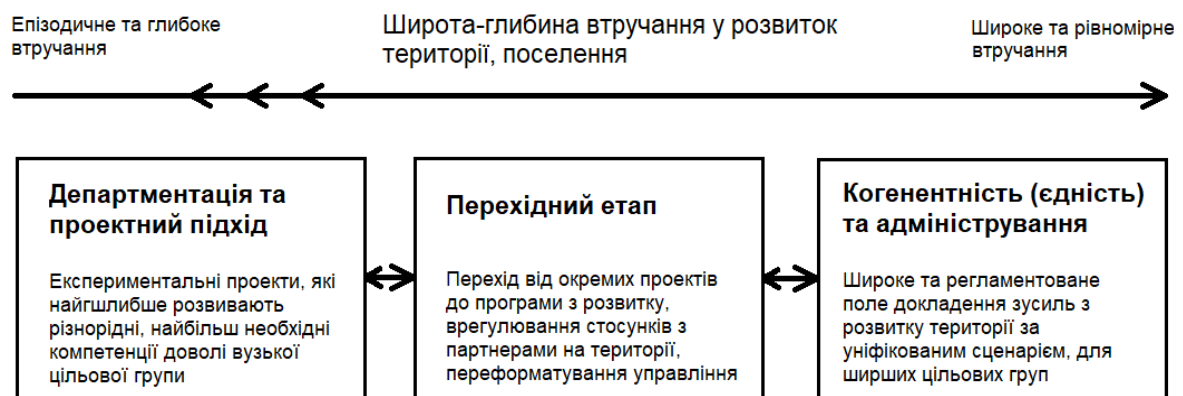 Епізодичне та глибоке
втручання
Широта-глибина втручання у розвиток
території, поселення
Широке та рівномірне
втручання
Департментація та
проектний підхід
Експериментальні проекти, які
найгшлибше розвивають
різнорідні, найбільш необхідні
компетенції доволі вузької
цільової групи
Перехідний етап
Перехід від окремих проектів
до програми з розвитку,
врегулювання стосунків з
партнерами на території,
переформатування управління
Когенентність (єдність)
та адміністрування
Широке та регламентоване
поле докладення зусиль з
розвитку території за
уніфікованим сценарієм, для
ширших цільових груп